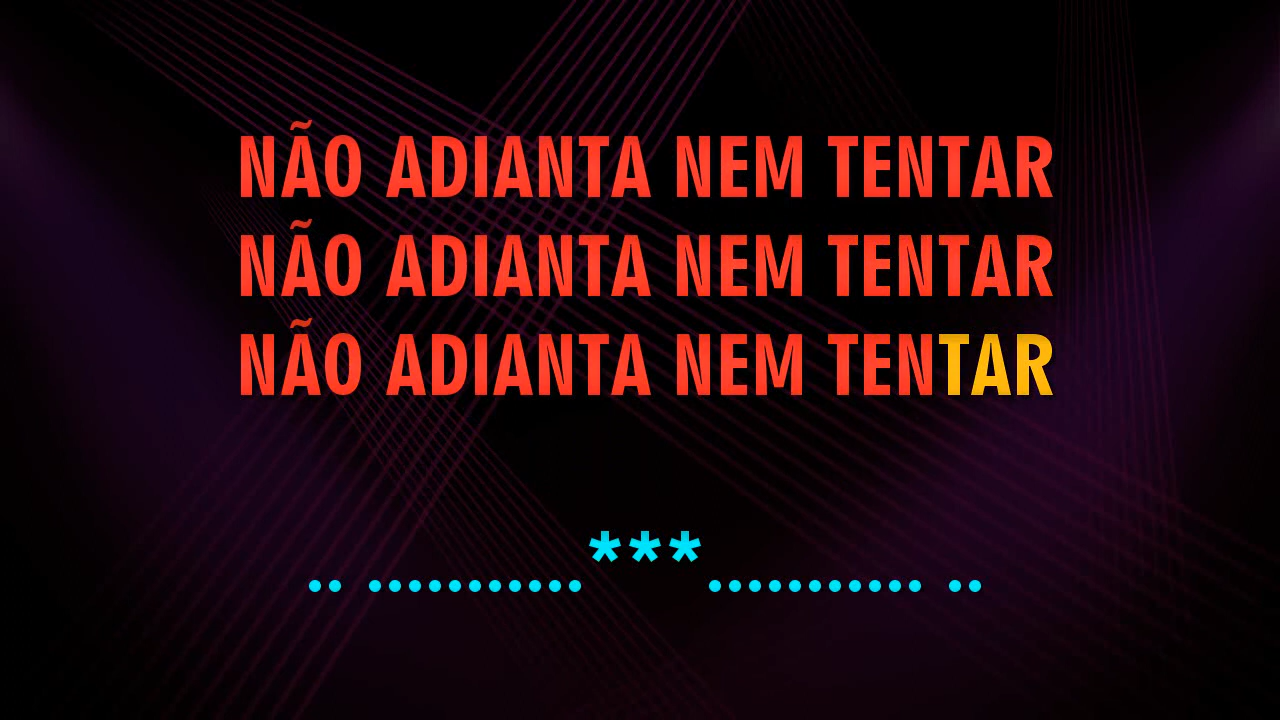 NÃO ADIANTA NEM TENTAR
NÃO ADIANTA NEM TENTAR
NÃO ADIANTA NEM TENTAR
.. ...........***........... ..